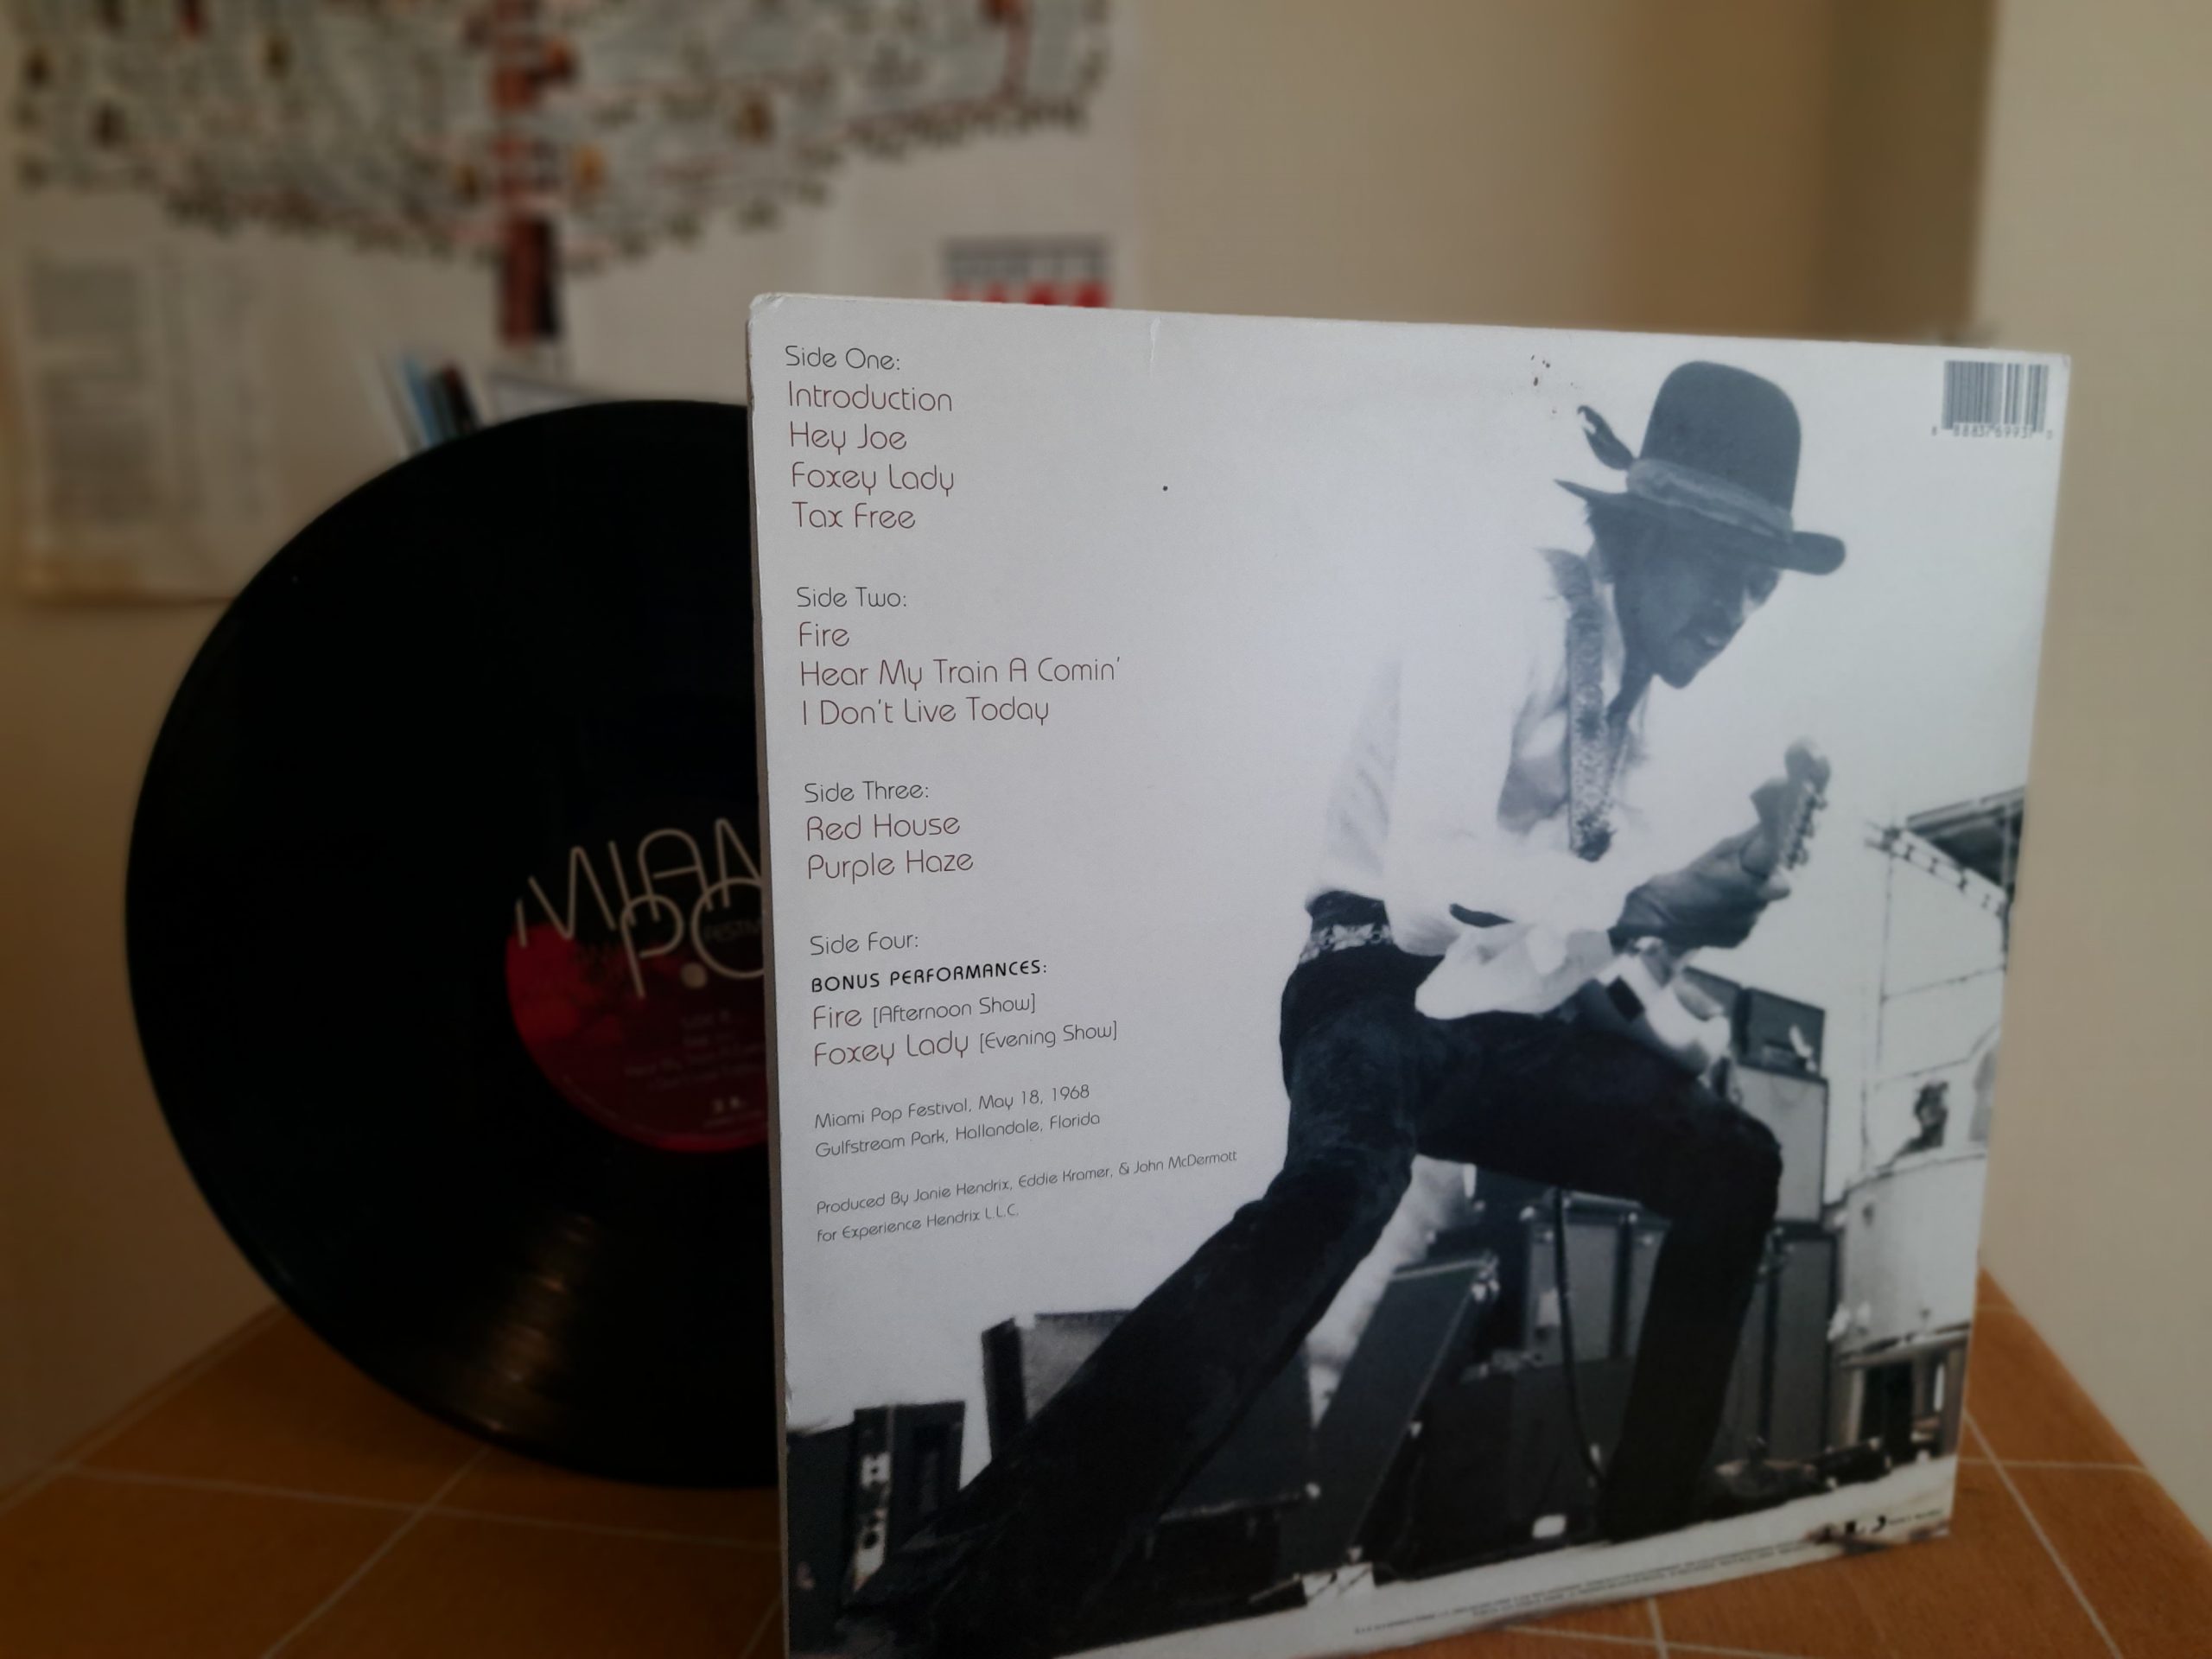 Side One:
Introduction
Hey Joe
Foxey Lady
Tax Free
Side Two:
Fire
Hear My Train A Comin'
I Don't Live Today
Side Three:
Red House
Purple Haze
Side Four:
BONUS PERFORMANCES:
Fire [Afternoon Show]
Foxey Lady [Evening Show]
Miami Pop Festival, May 18, 1968
Gulfstream Park, Hallandale, Florida
Produced By Janie Hendrix, Eddie Kramer, & John McDermott
for Experience Hendrix L.L.C.
MIAM
PO